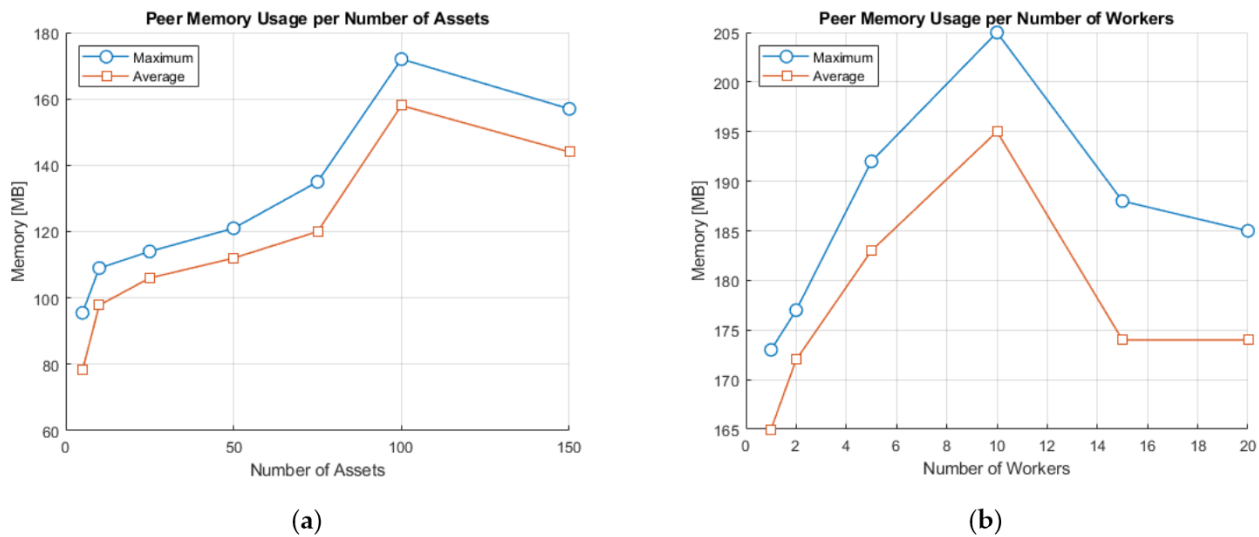 Peer Memory Usage per Number of Assets
180
160
140
120
100
80
60
Memory [MB]
Maximum
Average
0
50
100
150
Number of Assets
(a)
Peer Memory Usage per Number of Workers
205
200
195
190
185
180
175
170
165
Memory [MB]
Maximum
Average
0
2
4
6
8
10
12
14
16
18
20
Number of Workers
(b)